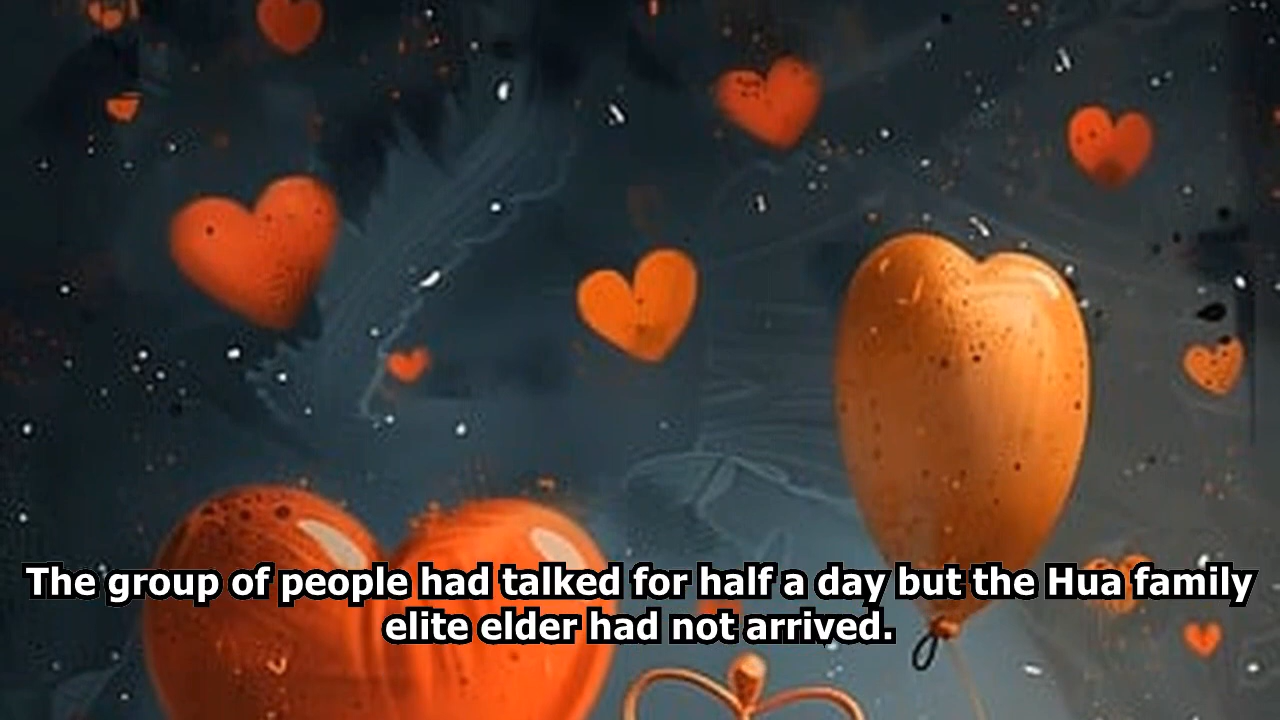 The group of people had talked for half a day but the Hua family
elite elder had not arrived.